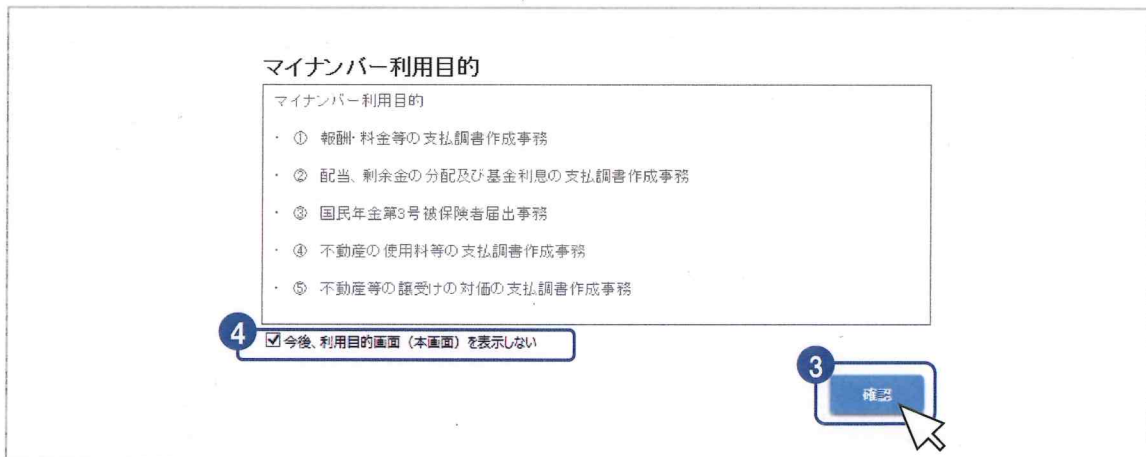 マイナンバー利用目的
マイナンバー利用目的
・ ① 報酬・料金等の支払調書作成事務
・ ② 配当、剰余金の分配及び基金利息の支払調書作成事務
・ ③ 国民年金第3号被保険者届出事務
・ ④ 不動産の使用料等の支払調書作成事務
・ ⑤ 不動産等の譲受けの対価の支払調書作成事務
4
今後、利用目的画面（本画面）を表示しない
3
確認